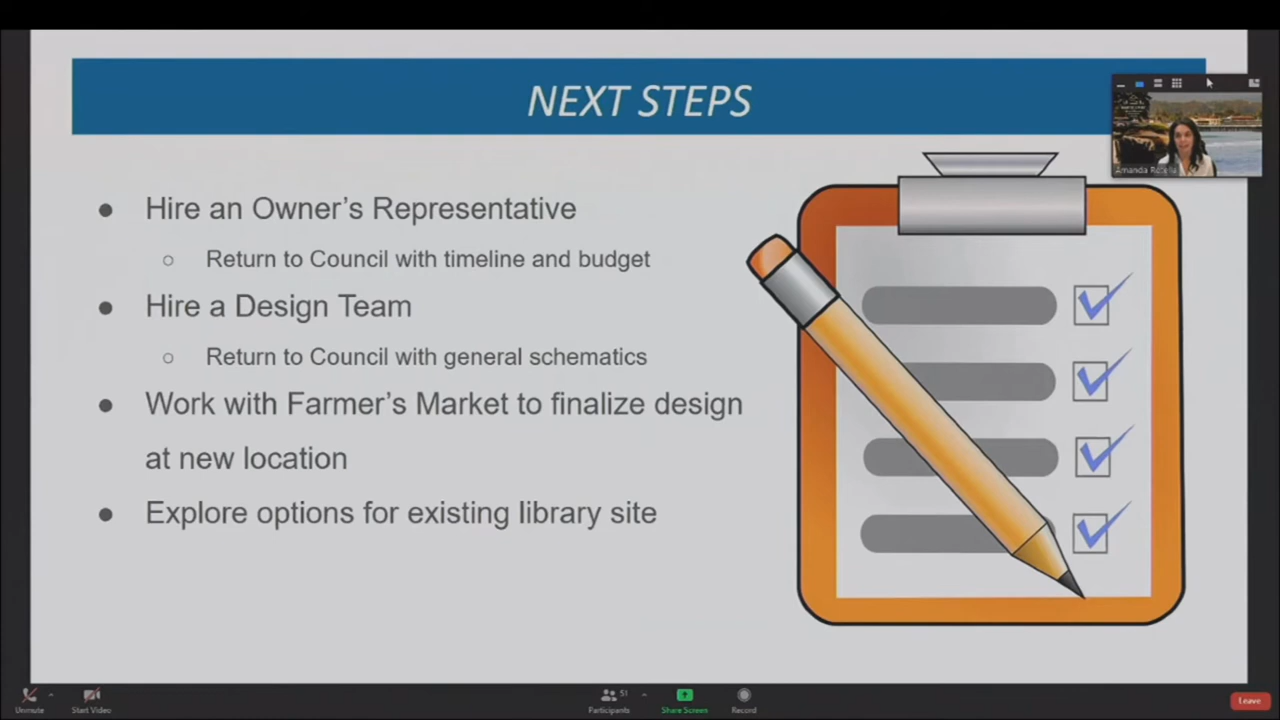 NEXT STEPS
Hire an Owner's Representative
Return to Council with timeline and budget
Hire a Design Team
Return to Council with general schematics
Work with Farmer's Market to finalize design
at new location
Explore options for existing library site
Amanda
Unmute
Start Video
51
Participants
Share Screen
Record
Leave